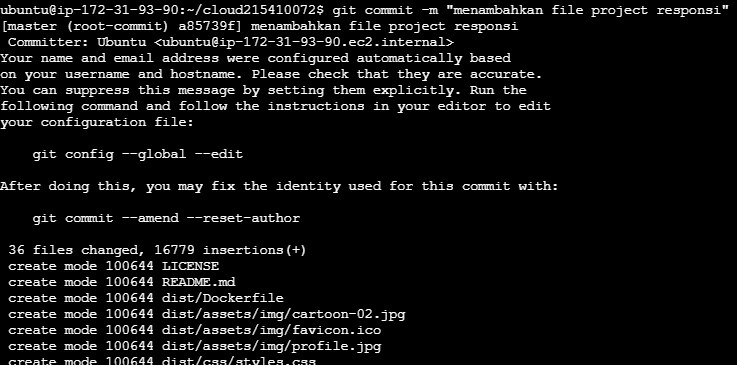 ubuntu@ip-172-31-93-90:~/cloud215410072$ git commit -m "menambahkan file project responsi"
[master (root-commit) a85739f] menambahkan file project responsi
 Committer: Ubuntu <ubuntu@ip-172-31-93-90.ec2.internal>
Your name and email address were configured automatically based
on your username and hostname. Please check that they are accurate.
You can suppress this message by setting them explicitly. Run the
following command and follow the instructions in your editor to edit
your configuration file:

    git config --global --edit

After doing this, you may fix the identity used for this commit with:

    git commit --amend --reset-author

 36 files changed, 16779 insertions(+)
 create mode 100644 LICENSE
 create mode 100644 README.md
 create mode 100644 dist/Dockerfile
 create mode 100644 dist/assets/img/cartoon-02.jpg
 create mode 100644 dist/assets/img/favicon.ico
 create mode 100644 dist/assets/img/profile.jpg
 create mode 100644 dist/css/styles.css